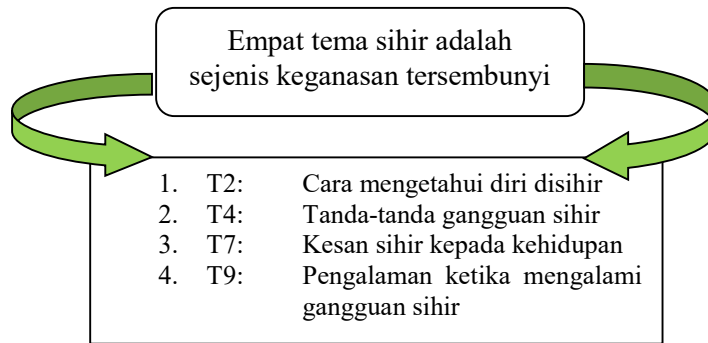 Empat tema sihir adalah
sejenis keganasan tersembunyi
1. T2: Cara mengetahui diri disihir
2. T4: Tanda-tanda gangguan sihir
3. T7: Kesan sihir kepada kehidupan
4. T9: Pengalaman ketika mengalami
gangguan sihir